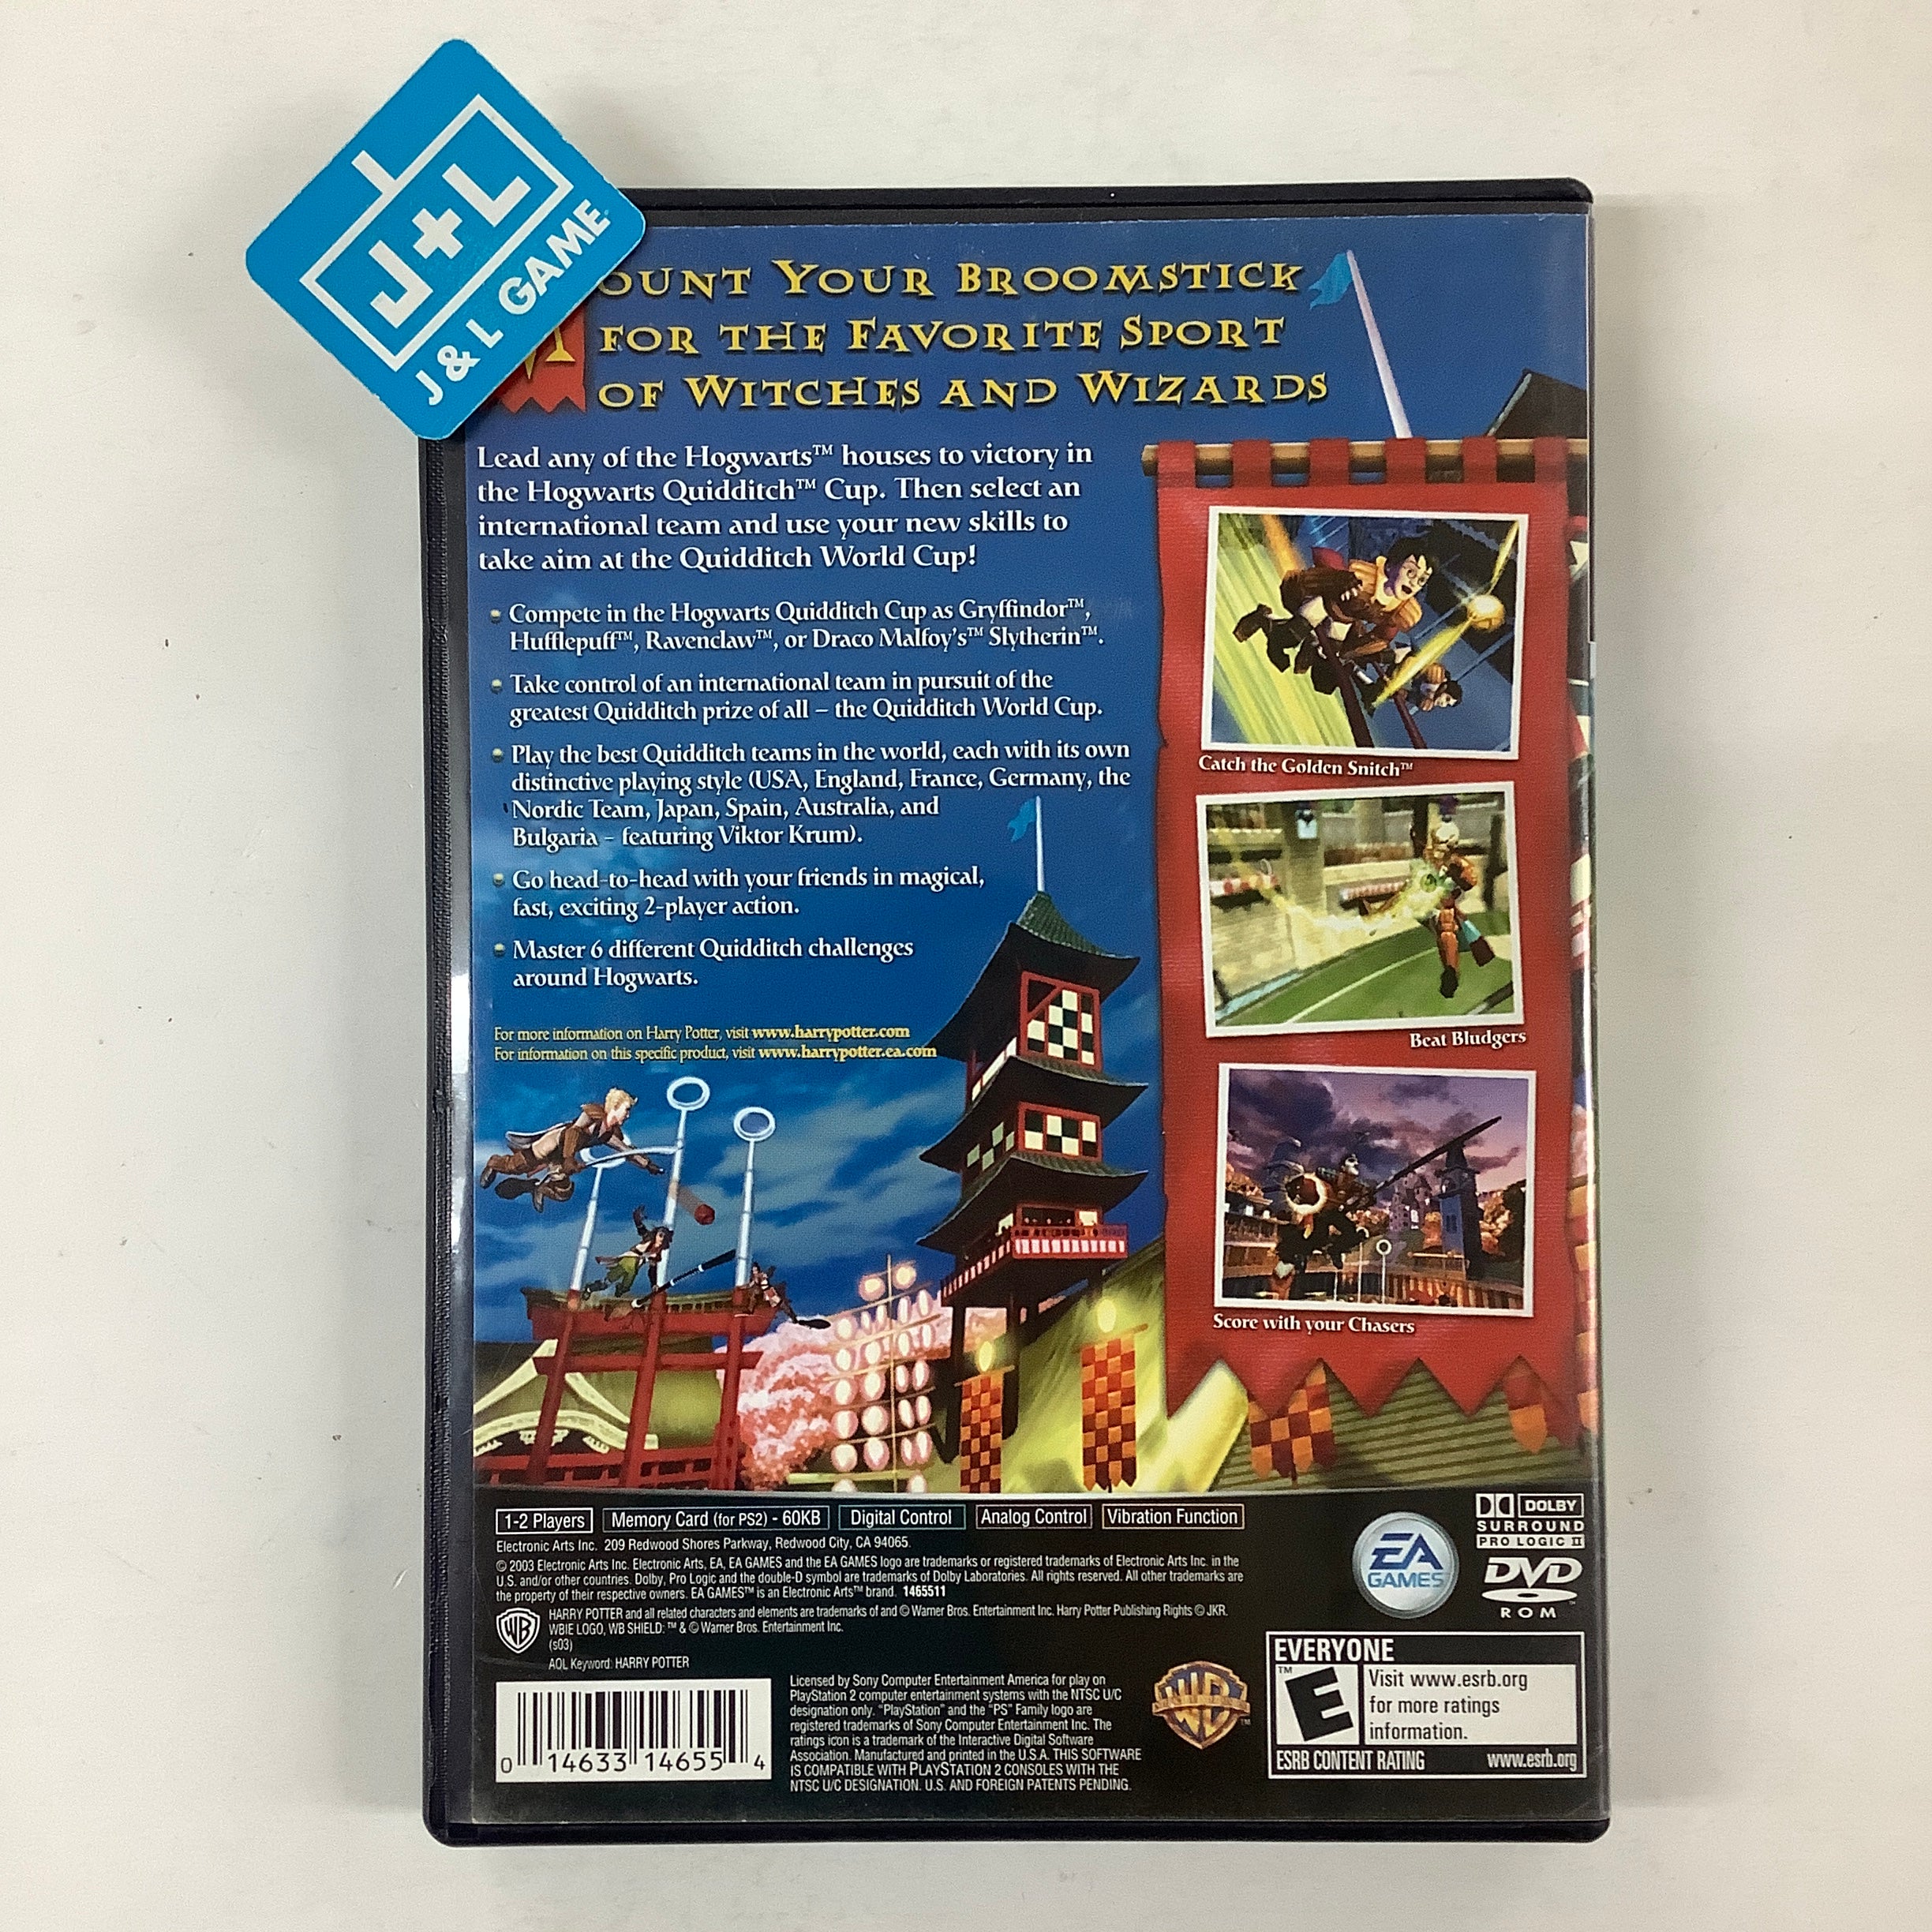 J+L
J & L GAME
OUNT YOUR BROOMSTICK
FOR THE FAVORITE SPORT
OF WITCHES AND WIZARDS
Lead any of the Hogwarts™ houses to victory in
the Hogwarts Quidditch™ Cup. Then select an
international team and use your new skills to
take aim at the Quidditch World Cup!
Compete in the Hogwarts Quidditch Cup as Gryffindor™,
Hufflepuff™, Ravenclaw™, or Draco Malfoy's™ Slytherin™.
Take control of an international team in pursuit of the
greatest Quidditch prize of all – the Quidditch World Cup.
Play the best Quidditch teams in the world, each with its own
distinctive playing style (USA, England, France, Germany, the
Nordic Team, Japan, Spain, Australia, and
Bulgaria – featuring Viktor Krum).
Go head-to-head with your friends in magical,
fast, exciting 2-player action.
Master 6 different Quidditch challenges
around Hogwarts.
For more information on Harry Potter, visit www.harrypotter.com
For information on this specific product, visit www.harrypotter.ea.com
Catch the Golden Snitch™
Beat Bludgers
Score with your Chasers
1-2 Players
Memory Card (for PS2) - 60KB
Digital Control
Analog Control
Vibration Function
Electronic Arts Inc. 209 Redwood Shores Parkway, Redwood City, CA 94065.
© 2003 Electronic Arts Inc. Electronic Arts, EA, EA GAMES and the EA GAMES logo are trademarks or registered trademarks of Electronic Arts Inc. in the
U.S. and/or other countries. Dolby, Pro Logic and the double-D symbol are trademarks of Dolby Laboratories. All rights reserved. All other trademarks are
the property of their respective owners. EA GAMES™ is an Electronic Arts™ brand. 1465511
WB
HARRY POTTER and all related characters and elements are trademarks of and © Warner Bros. Entertainment Inc. Harry Potter Publishing Rights © JKR.
WBIE LOGO, WB SHIELD: ™ & © Warner Bros. Entertainment Inc.
(s03)
AOL Keyword: HARRY POTTER
EA
GAMES
DOLBY
SURROUND
PRO LOGIC II
DVD
ROM
0 14633 14655 4
Licensed by Sony Computer Entertainment America for play on
PlayStation 2 computer entertainment systems with the NTSC U/C
designation only. "PlayStation" and the "PS" Family logo are
registered trademarks of Sony Computer Entertainment Inc. The
ratings icon is a trademark of the Interactive Digital Software
Association. Manufactured and printed in the U.S.A. THIS SOFTWARE
IS COMPATIBLE WITH PLAYSTATION 2 CONSOLES WITH THE
NTSC U/C DESIGNATION. U.S. AND FOREIGN PATENTS PENDING.
WB
EVERYONE
E
Visit www.esrb.org
for more ratings
information.
ESRB CONTENT RATING www.esrb.org